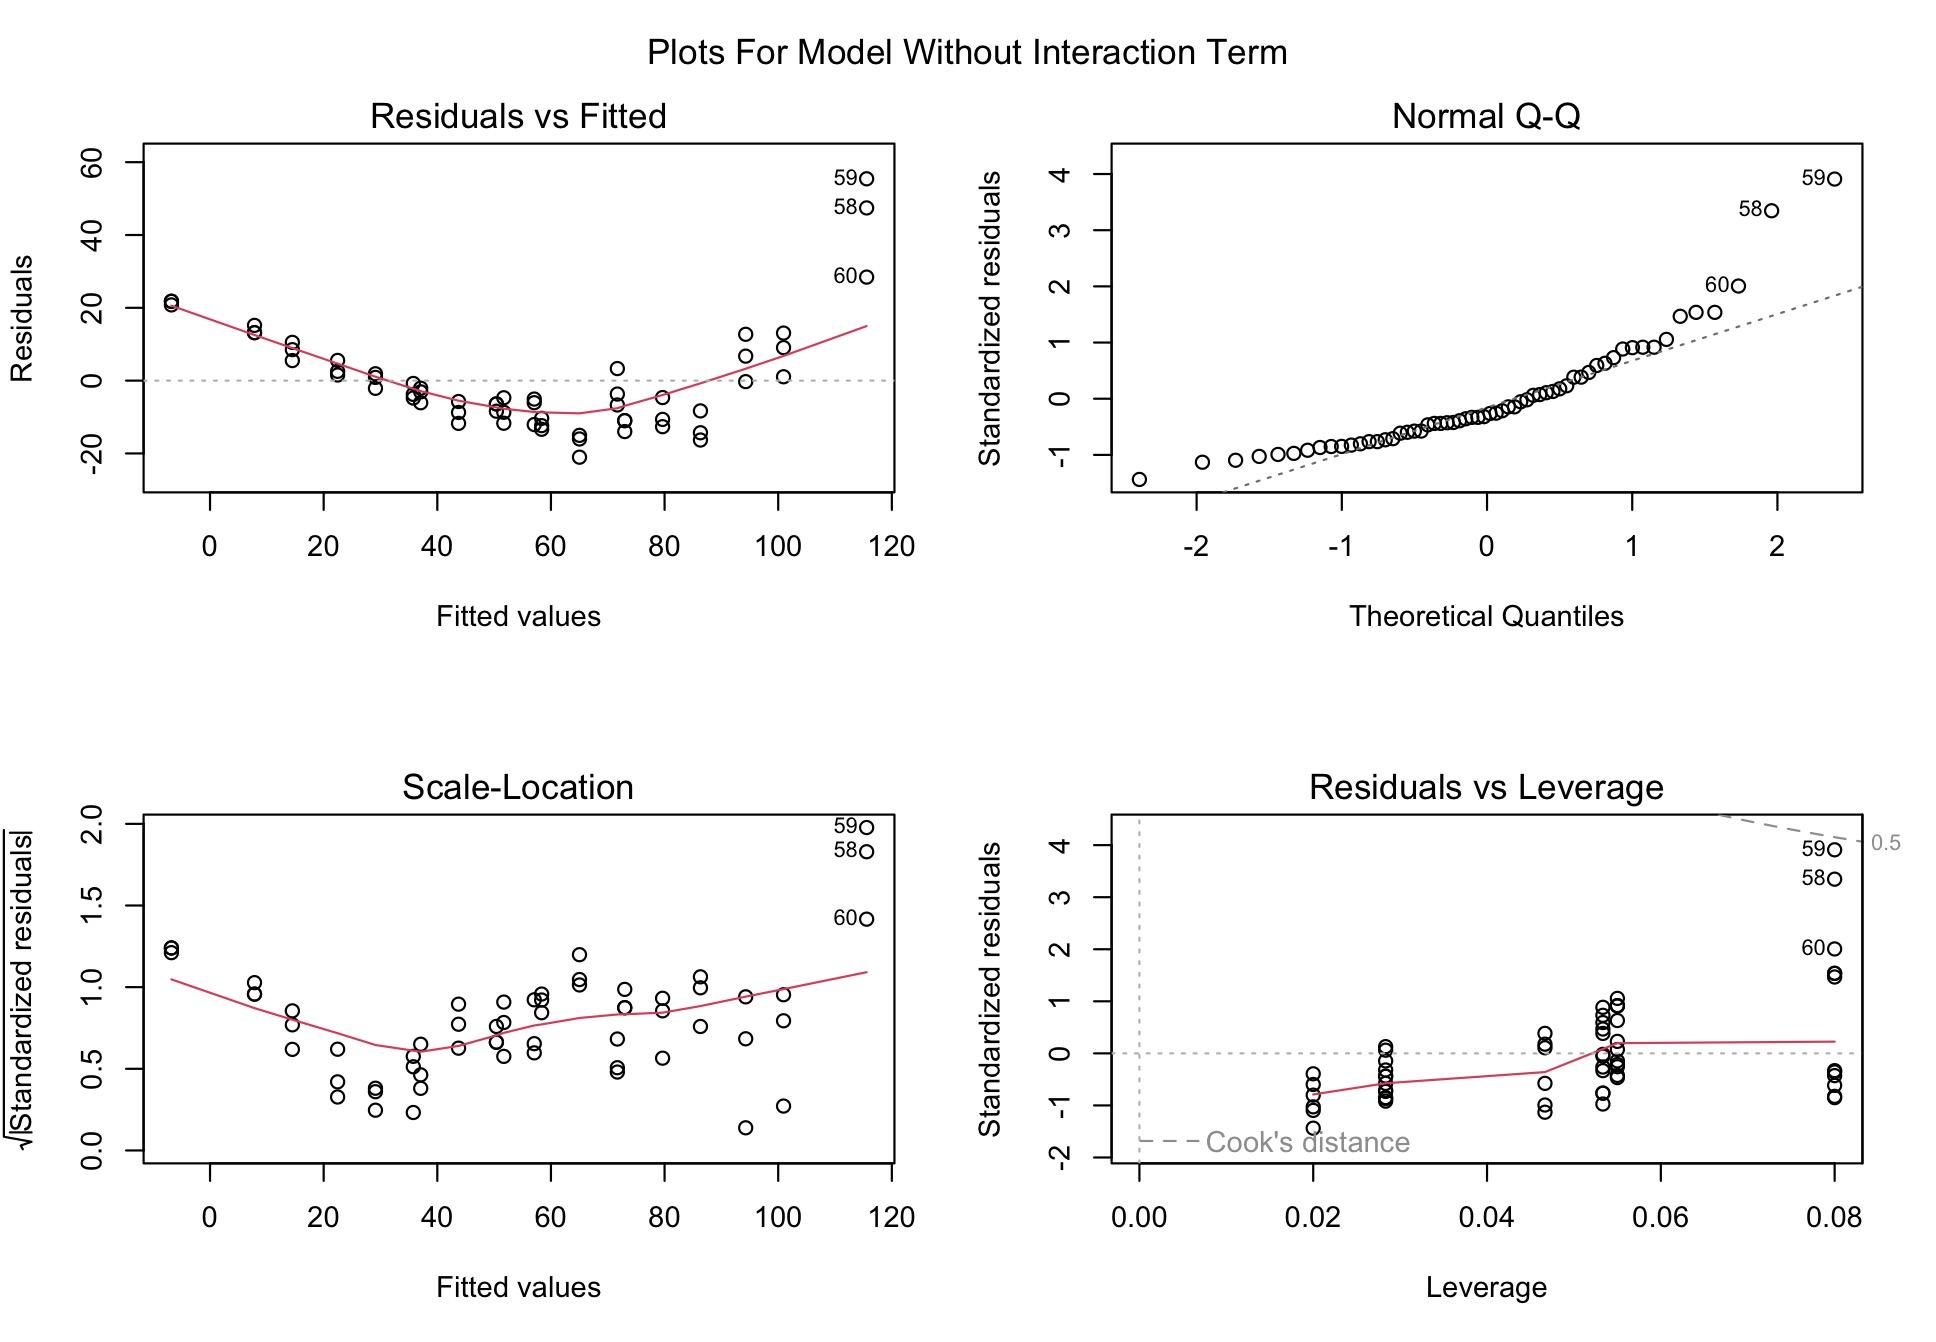 Plots For Model Without Interaction Term
Residuals vs Fitted
Residuals
-20 0 20 40 60
59
58
60
0 20 40 60 80 100 120
Fitted values
Normal Q-Q
Standardized residuals
-1 0 1 2 3 4
59
58
60
-2 -1 0 1 2
Theoretical Quantiles
Scale-Location
√|Standardized residuals|
0.0 0.5 1.0 1.5 2.0
59
58
60
0 20 40 60 80 100 120
Fitted values
Residuals vs Leverage
Standardized residuals
-2 -1 0 1 2 3 4
0.5
59
58
60
Cook's distance
0.00 0.02 0.04 0.06 0.08
Leverage